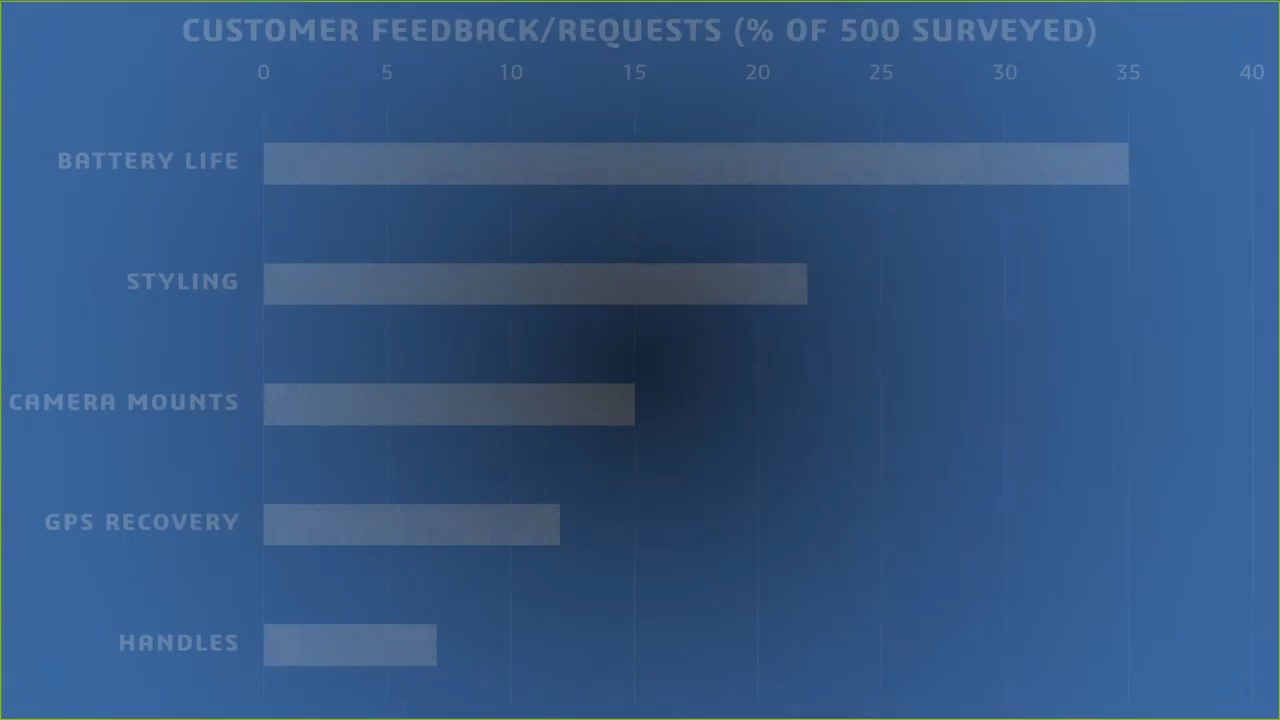 CUSTOMER FEEDBACK/REQUESTS (% OF 500 SURVEYED)
0 5 10 15 20 25 30 35 40
BATTERY LIFE
STYLING
CAMERA MOUNTS
GPS RECOVERY
HANDLES